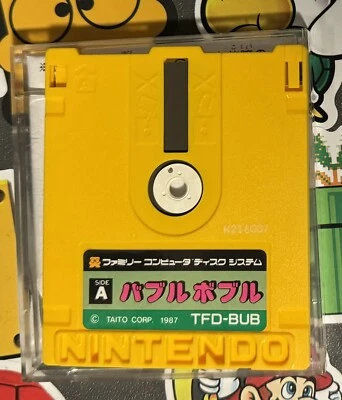 ファミリー コンピュータ ディスク システム
SIDE
A
バブルボブル
© TAITO CORP. 1987 TFD-BUB
NINTENDO